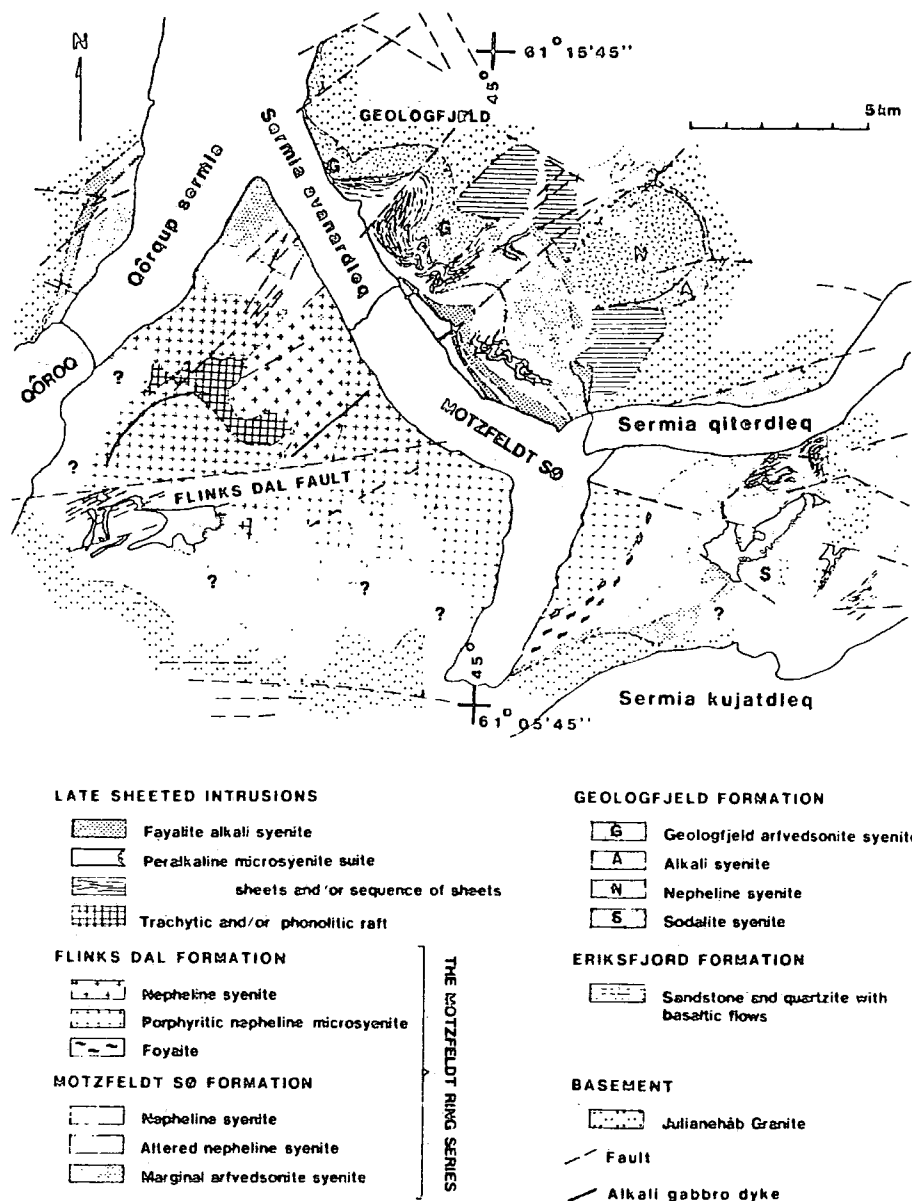 N
61° 15'45"
45°
5 km
GEOLOGFJELD
Sermia avanardleq
Qôrqup sermia
G
G
N
A
QÔROQ
?
?
MOTZFELDT SØ
Sermia qiterdleq
FLINKS DAL FAULT
S
?
?
?
?
45°
61° 05'45"
Sermia kujatdleq
LATE SHEETED INTRUSIONS
Fayalite alkali syenite
Peralkaline microsyenite suite
sheets and/or sequence of sheets
Trachytic and/or phonolitic raft
FLINKS DAL FORMATION
Nepheline syenite
Porphyritic nepheline microsyenite
Foyaite
MOTZFELDT SØ FORMATION
Nepheline syenite
Altered nepheline syenite
Marginal arfvedsonite syenite
THE MOTZFELDT RING SERIES
GEOLOGFJELD FORMATION
G Geologfjeld arfvedsonite syenite
A Alkali syenite
N Nepheline syenite
S Sodalite syenite
ERIKSFJORD FORMATION
Sandstone and quartzite with
basaltic flows
BASEMENT
Julianehåb Granite
Fault
Alkali gabbro dyke